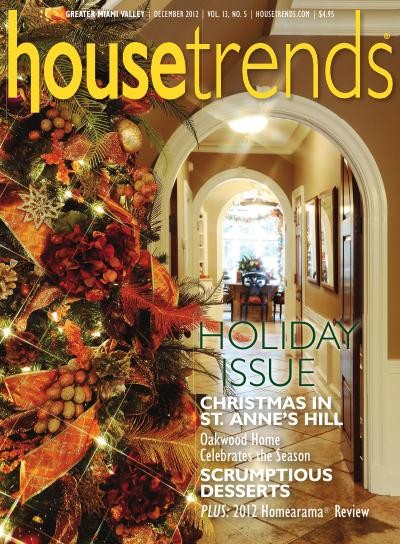 GREATER MIAMI VALLEY | DECEMBER 2012 | VOL. 13, NO. 5 | HOUSETRENDS.COM | $4.95
housetrends®
HOLIDAY
ISSUE
CHRISTMAS IN
ST. ANNE'S HILL
Oakwood Home
Celebrates the Season
SCRUMPTIOUS
DESSERTS
PLUS: 2012 Homearama® Review